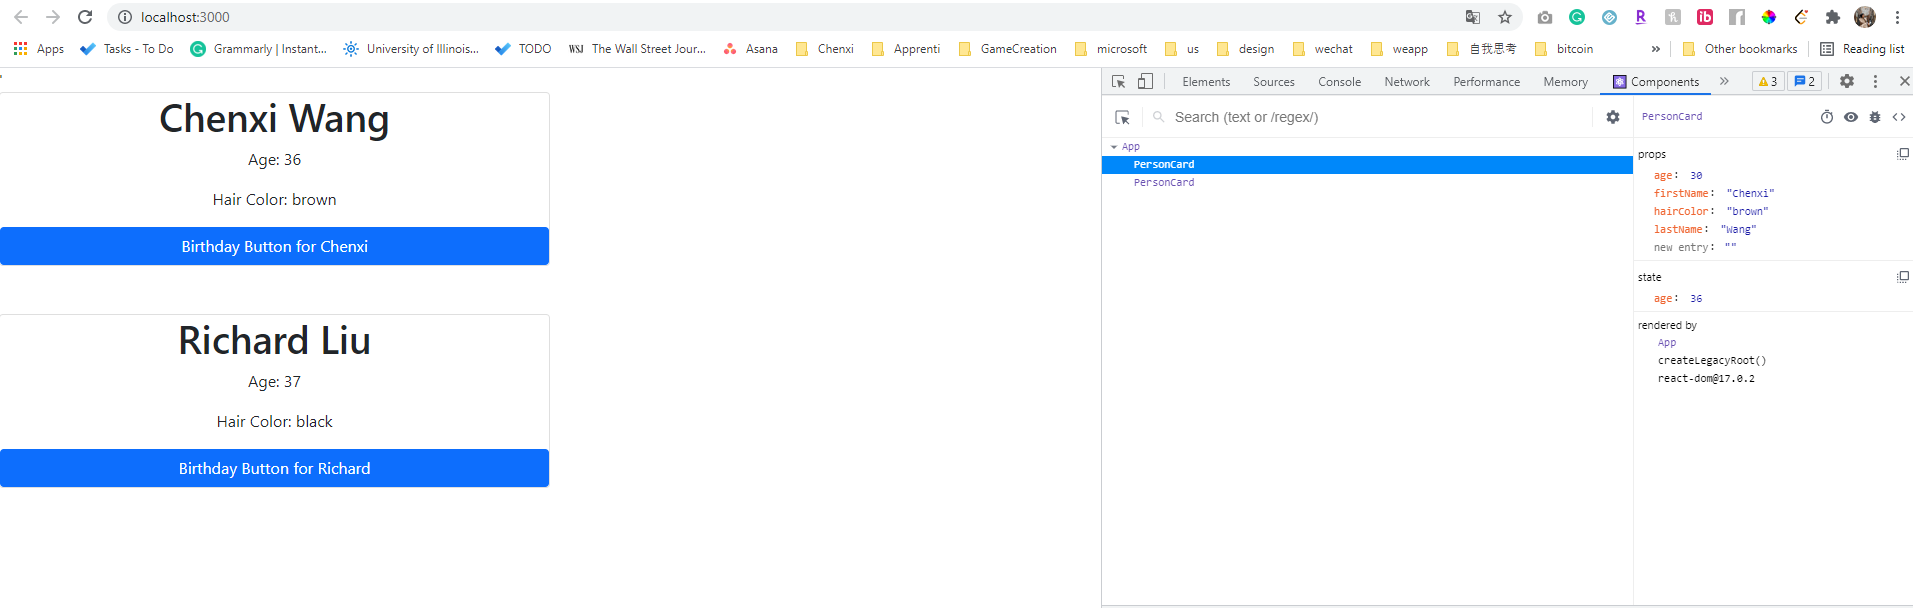 localhost:3000
Apps Tasks - To Do Grammarly | Instant... University of Illinois... TODO WSJ The Wall Street Jour... Asana Chenxi Apprenti GameCreation microsoft us design wechat weapp 自我思考 bitcoin » Other bookmarks Reading list
Chenxi Wang
Age: 36
Hair Color: brown
Birthday Button for Chenxi
Richard Liu
Age: 37
Hair Color: black
Birthday Button for Richard
Elements Sources Console Network Performance Memory Components » 3 2
Search (text or /regex/)
App
PersonCard
PersonCard
PersonCard
props
age: 30
firstName: "Chenxi"
hairColor: "brown"
lastName: "Wang"
new entry: ""
state
age: 36
rendered by
App
createLegacyRoot()
react-dom@17.0.2